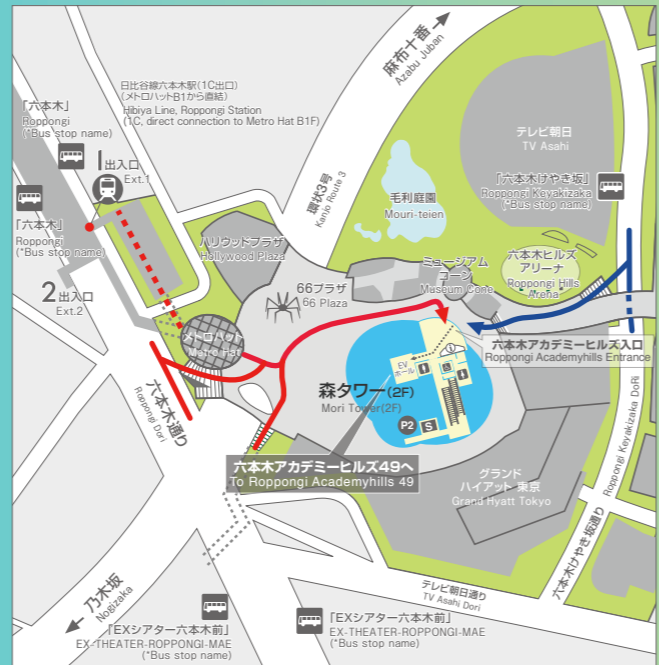 麻布十番
Azabu Juban
日比谷線六本木駅(1C出口)
(メトロハットB1から直結)
Hibiya Line, Roppongi Station
(1C, direct connection to Metro Hat B1F)
「六本木」
Roppongi
(*Bus stop name)
1出入口
Ext.1
「六本木」
Roppongi
(*Bus stop name)
2出入口
Ext.2
環状3号
Kanjo Route 3
テレビ朝日
TV Asahi
「六本木けやき坂」
Roppongi Keyakizaka
(*Bus stop name)
毛利庭園
Mouri-teien
ハリウッドプラザ
Hollywood Plaza
66プラザ
66 Plaza
ミュージアム
コーン
Museum Cone
六本木ヒルズ
アリーナ
Roppongi Hills
Arena
メトロハット
Metro Hat
六本木アカデミーヒルズ入口
Roppongi Academyhills Entrance
六本木通り
Roppongi Dori
EV
ホール
森タワー(2F)
Mori Tower(2F)
P2
S
六本木アカデミーヒルズ49へ
To Roppongi Academyhills 49
グランド
ハイアット 東京
Grand Hyatt Tokyo
Roppongi Keyakizaka DoRi
六本木けやき坂通り
乃木坂
Nogizaka
テレビ朝日通り
TV Asahi Dori
「EXシアター六本木前」
EX-THEATER-ROPPONGI-MAE
(*Bus stop name)
「EXシアター六本木前」
EX-THEATER-ROPPONGI-MAE
(*Bus stop name)